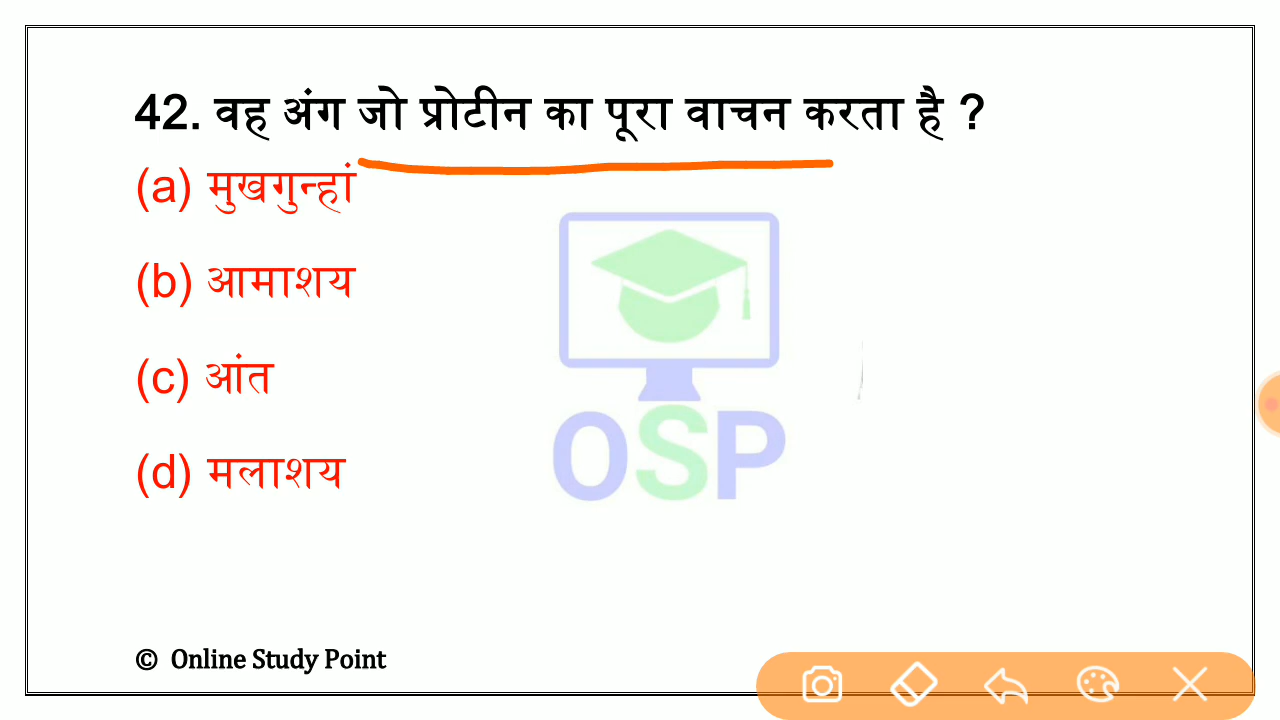 42. वह अंग जो प्रोटीन का पूरा वाचन करता है ?
(a) मुखगुन्हां
(b) आमाशय
(c) आंत
(d) मलाशय
OSP
© Online Study Point